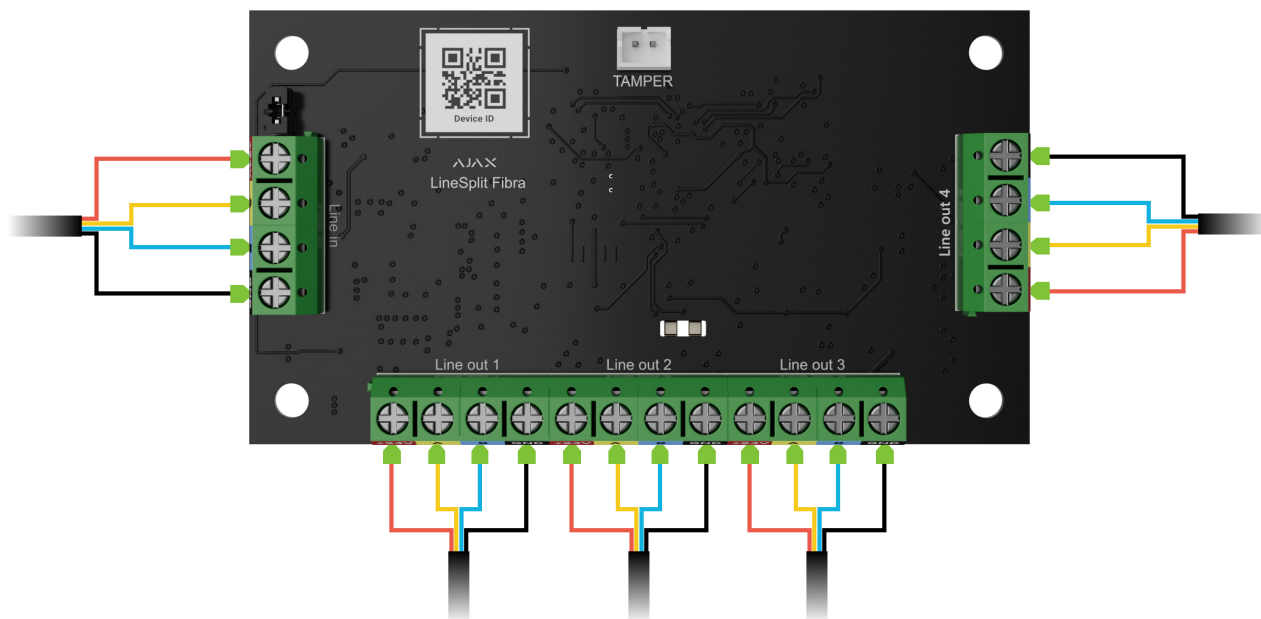 TAMPER
Device ID
AJAX
LineSplit Fibra
Line in
Line out 4
Line out 1
Line out 2
Line out 3